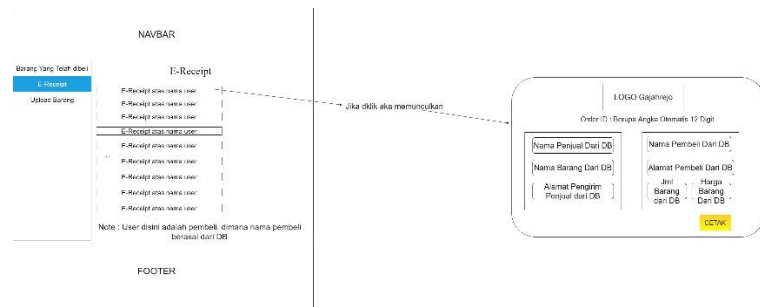 NAVBAR
Barang Yang Telah dibeli
E-Receipt
Upload Barang
E-Receipt
E-Receipt atas nama user
E-Receipt atas nama user
E-Receipt atas nama user
E-Receipt atas nama user
E-Receipt atas nama user
E-Receipt atas nama user
E-Receipt atas nama user
E-Receipt atas nama user
E-Receipt atas nama user
Note : User disini adalah pembeli, dimana nama pembeli
berasal dari DB
FOOTER
Jika diklik aka memunculkan
LOGO Gajahrejo
Order ID : Berupa Angka Otomatis 12 Digit
Nama Penjual Dari DB
Nama Barang Dari DB
Alamat Pengirim
Penjual dari DB
Nama Pembeli Dari DB
Alamat Pembeli Dari DB
Jml
Barang
dari DB
Harga
Barang
Dari DB
CETAK